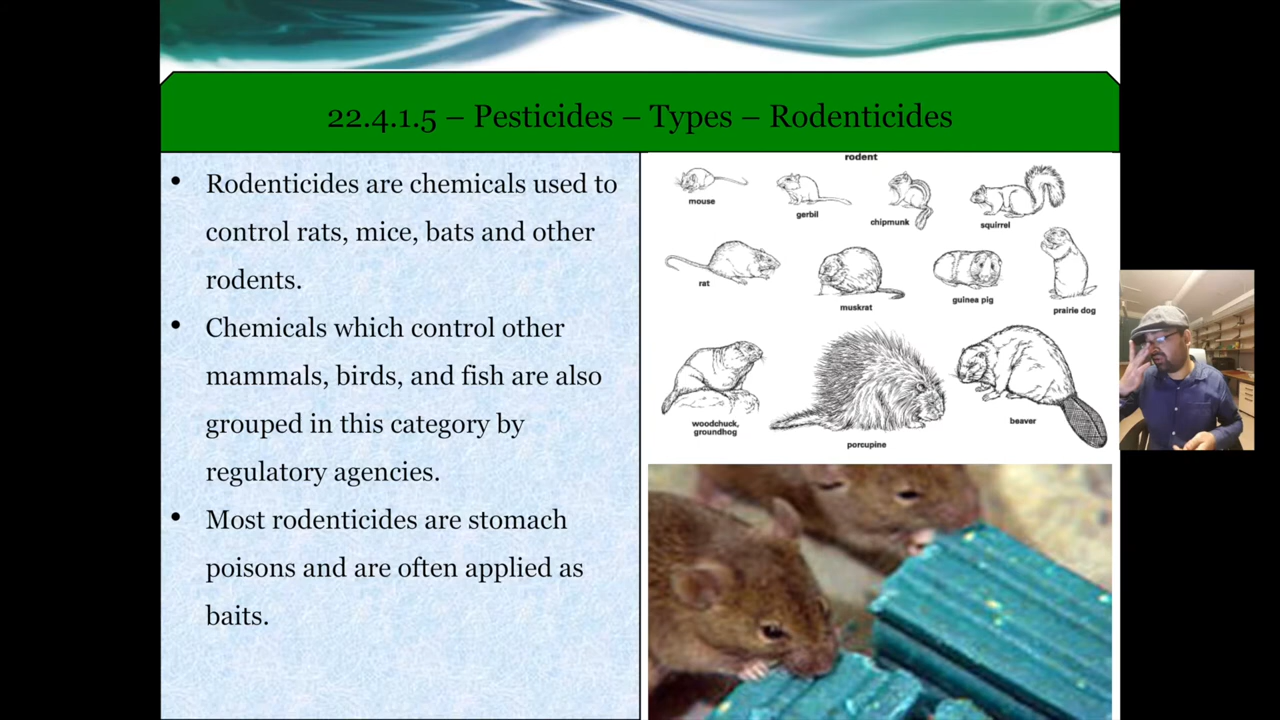 22.4.1.5 – Pesticides – Types – Rodenticides
• Rodenticides are chemicals used to
control rats, mice, bats and other
rodents.
• Chemicals which control other
mammals, birds, and fish are also
grouped in this category by
regulatory agencies.
• Most rodenticides are stomach
poisons and are often applied as
baits.
rodent
mouse
gerbil
chipmunk
squirrel
rat
muskrat
guinea pig
prairie dog
woodchuck,
groundhog
porcupine
beaver